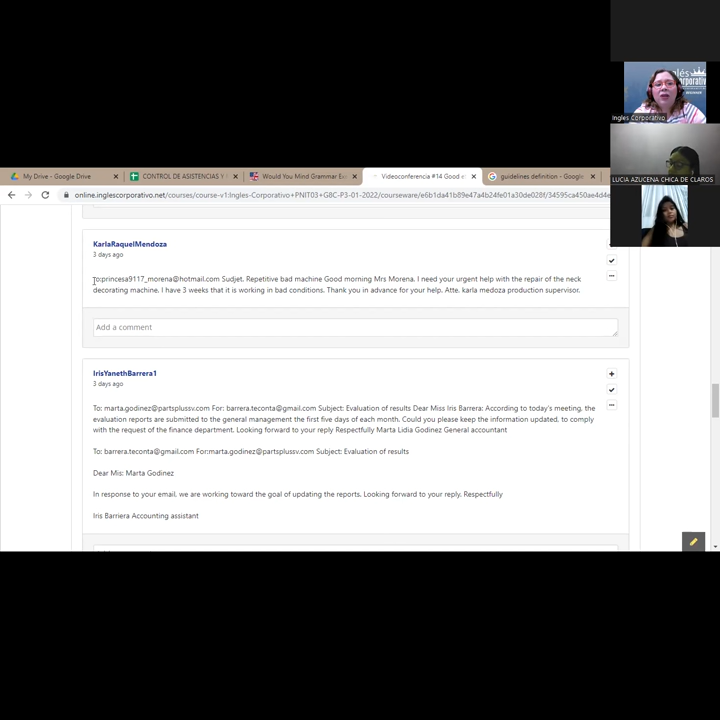 Inglés
Corporativo
Ingles Corporativo
LUCIA AZUCENA CHICA DE CLAROS
My Drive - Google Drive
CONTROL DE ASISTENCIAS Y
Would You Mind Grammar Ex
Videoconferencia #14 Good e
guidelines definition - Google
online.inglescorporativo.net/courses/course-v1:Ingles-Corporativo+PNIT03+G8C-P3-01-2022/courseware/e6b1da41b89e47a4b24fe01a30de028f/34595ca450ae4d4e
KarlaRaquelMendoza
3 days ago
To:princesa9117_morena@hotmail.com Sudjet. Repetitive bad machine Good morning Mrs Morena. I need your urgent help with the repair of the neck
decorating machine. I have 3 weeks that it is working in bad conditions. Thank you in advance for your help. Atte. karla medoza production supervisor.
Add a comment
IrisYanethBarrera1
3 days ago
To: marta.godinez@partsplussv.com For: barrera.teconta@gmail.com Subject: Evaluation of results Dear Miss Iris Barrera: According to today's meeting, the
evaluation reports are submitted to the general management the first five days of each month. Could you please keep the information updated, to comply
with the request of the finance department. Looking forward to your reply Respectfully Marta Lidia Godinez General accountant
To: barrera.teconta@gmail.com For:marta.godinez@partsplussv.com Subject: Evaluation of results
Dear Mis: Marta Godinez
In response to your email, we are working toward the goal of updating the reports. Looking forward to your reply. Respectfully
Iris Barriera Accounting assistant